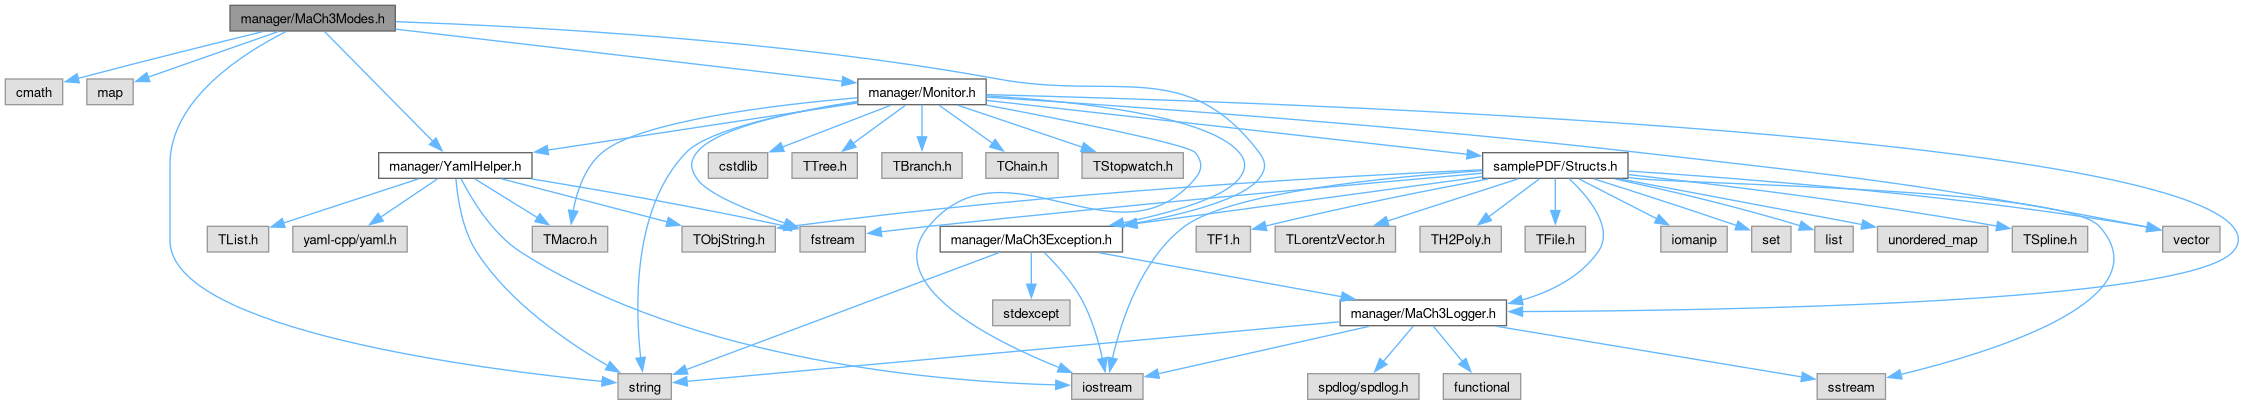 manager/MaCh3Modes.h
cmath
map
manager/Monitor.h
manager/YamlHelper.h
cstdlib
TTree.h
TBranch.h
TChain.h
TStopwatch.h
samplePDF/Structs.h
TList.h
yaml-cpp/yaml.h
TMacro.h
TObjString.h
fstream
manager/MaCh3Exception.h
TF1.h
TLorentzVector.h
TH2Poly.h
TFile.h
iomanip
set
list
unordered_map
TSpline.h
vector
stdexcept
manager/MaCh3Logger.h
string
iostream
spdlog/spdlog.h
functional
sstream